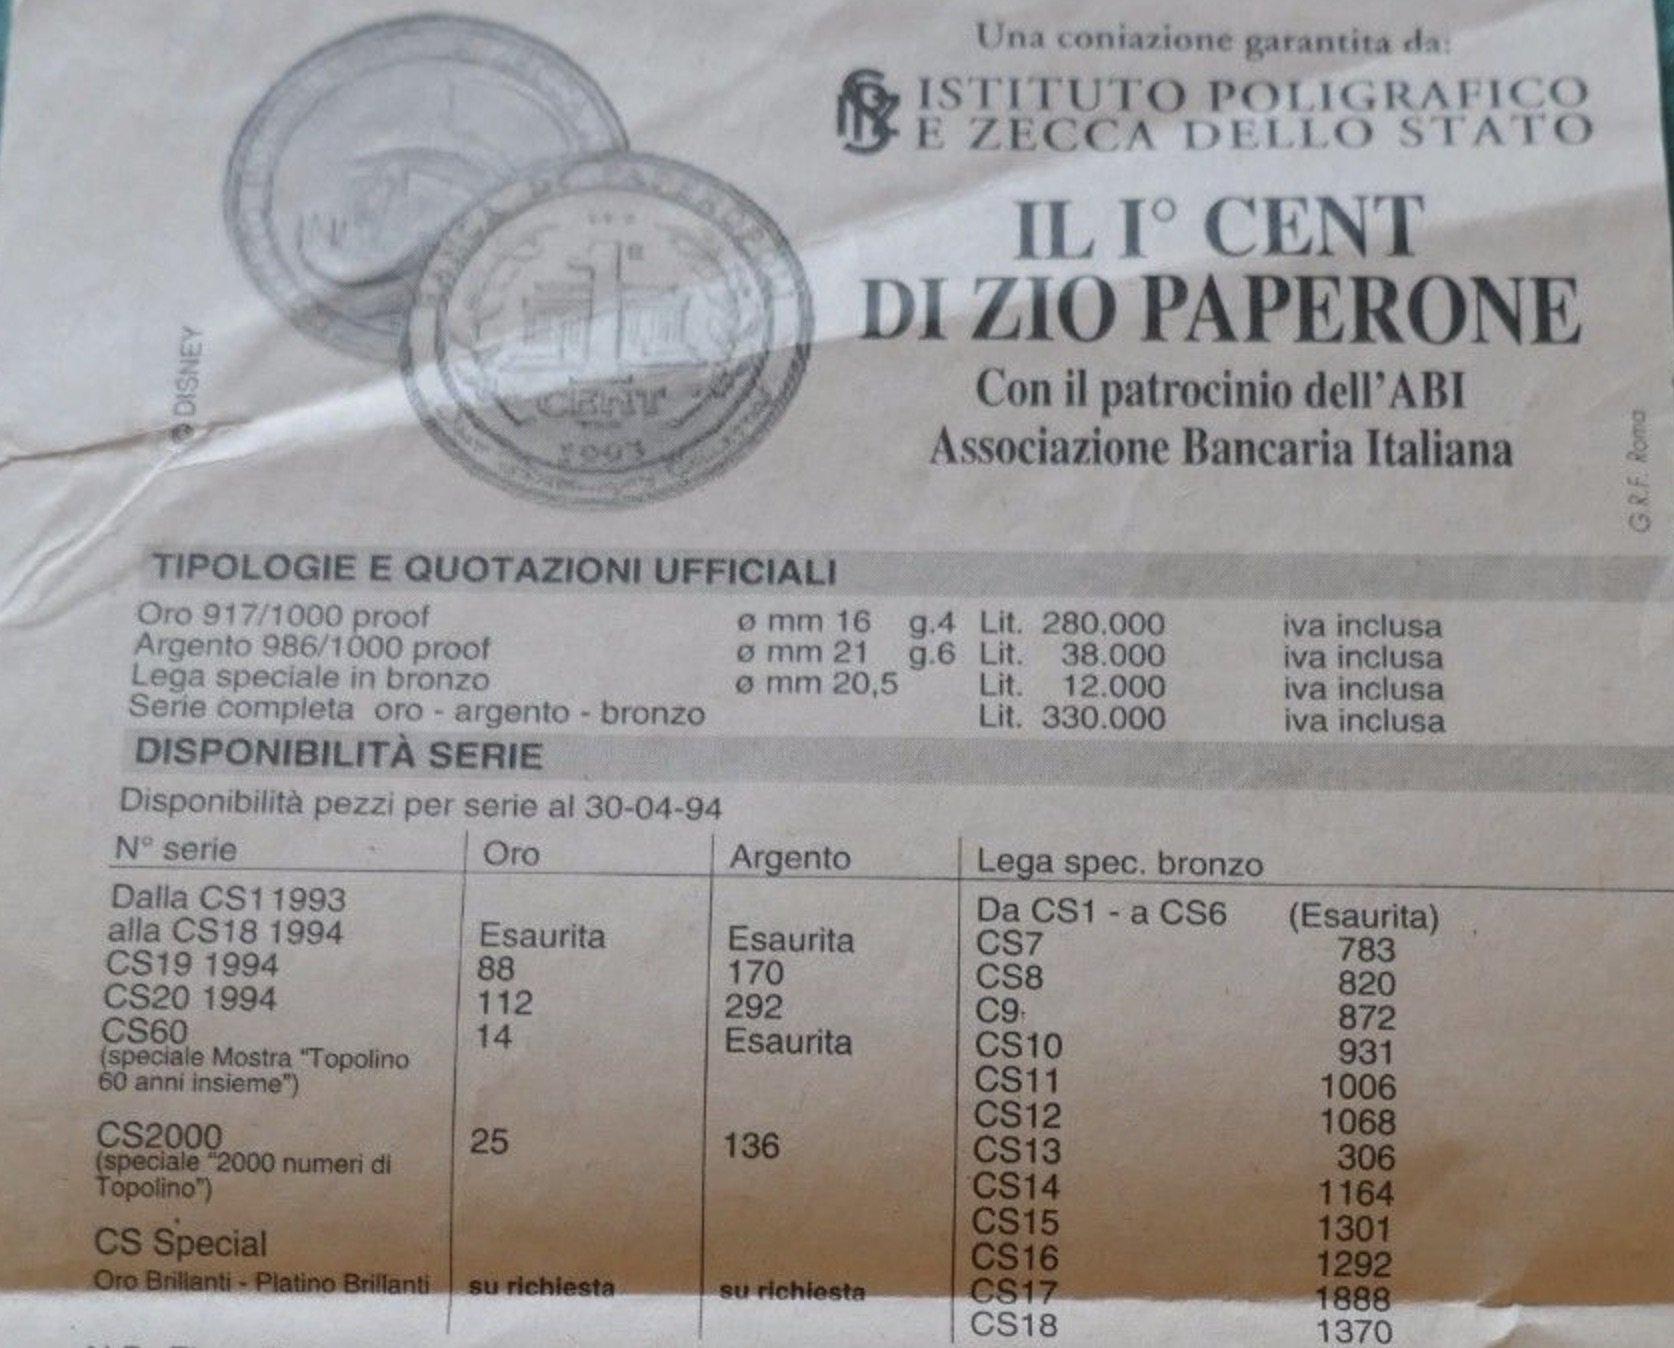 Una coniazione garantita da:
ISTITUTO POLIGRAFICO
E ZECCA DELLO STATO
IL I° CENT
DI ZIO PAPERONE
Con il patrocinio dell'ABI
Associazione Bancaria Italiana
© DISNEY
G.R.F. Roma
BANCA DI PAPEROPOLI
1°
CENT
1993
TIPOLOGIE E QUOTAZIONI UFFICIALI
Oro 917/1000 proof ø mm 16 g.4 Lit. 280.000 iva inclusa
Argento 986/1000 proof ø mm 21 g.6 Lit. 38.000 iva inclusa
Lega speciale in bronzo ø mm 20,5 Lit. 12.000 iva inclusa
Serie completa oro - argento - bronzo Lit. 330.000 iva inclusa
DISPONIBILITÀ SERIE
Disponibilità pezzi per serie al 30-04-94
N° serie Oro Argento Lega spec. bronzo
Dalla CS1 1993 Da CS1 - a CS6 (Esaurita)
alla CS18 1994 Esaurita Esaurita CS7 783
CS19 1994 88 170 CS8 820
CS20 1994 112 292 C9 872
CS60 14 Esaurita CS10 931
(speciale Mostra "Topolino CS11 1006
60 anni insieme") CS12 1068
CS2000 25 136 CS13 306
(speciale "2000 numeri di CS14 1164
Topolino") CS15 1301
CS Special CS16 1292
Oro Brillanti - Platino Brillanti su richiesta su richiesta CS17 1888
CS18 1370